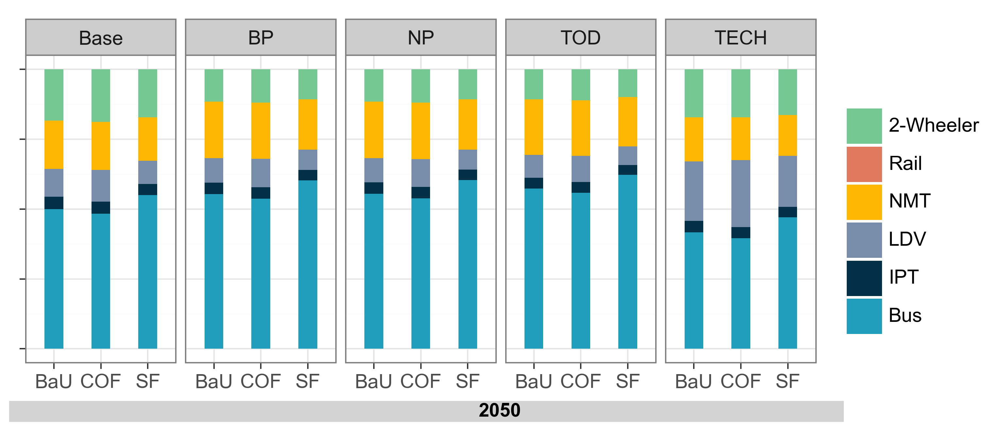 Base BP NP TOD TECH
2-Wheeler
Rail
NMT
LDV
IPT
Bus
BaU COF SF BaU COF SF BaU COF SF BaU COF SF BaU COF SF
2050